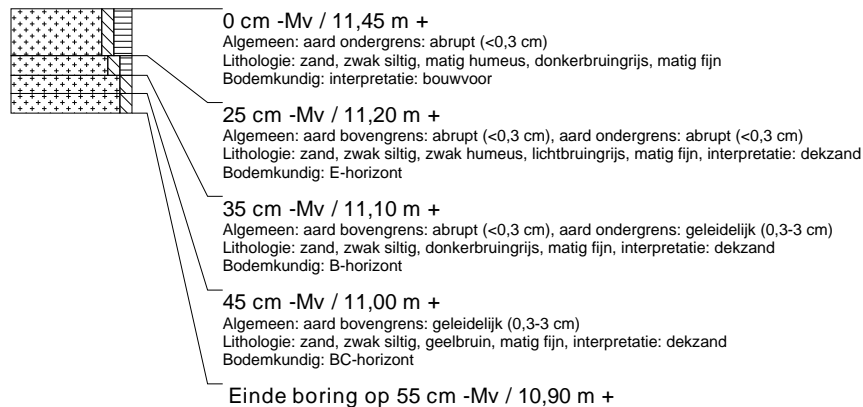 0 cm -Mv / 11,45 m +
Algemeen: aard ondergrens: abrupt (<0,3 cm)
Lithologie: zand, zwak siltig, matig humeus, donkerbruingrijs, matig fijn
Bodemkundig: interpretatie: bouwvoor
25 cm -Mv / 11,20 m +
Algemeen: aard bovengrens: abrupt (<0,3 cm), aard ondergrens: abrupt (<0,3 cm)
Lithologie: zand, zwak siltig, zwak humeus, lichtbruingrijs, matig fijn, interpretatie: dekzand
Bodemkundig: E-horizont
35 cm -Mv / 11,10 m +
Algemeen: aard bovengrens: abrupt (<0,3 cm), aard ondergrens: geleidelijk (0,3-3 cm)
Lithologie: zand, zwak siltig, donkerbruingrijs, matig fijn, interpretatie: dekzand
Bodemkundig: B-horizont
45 cm -Mv / 11,00 m +
Algemeen: aard bovengrens: geleidelijk (0,3-3 cm)
Lithologie: zand, zwak siltig, geelbruin, matig fijn, interpretatie: dekzand
Bodemkundig: BC-horizont
Einde boring op 55 cm -Mv / 10,90 m +